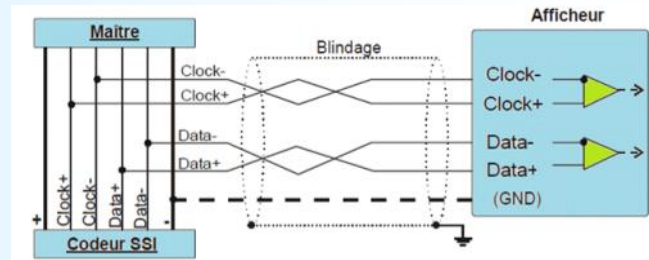 Afficheur
Maître
Blindage
Clock-
Clock+
Data-
Data+
Clock-
Clock+
Data-
Data+
(GND)
+
Clock+
Clock-
Data+
Data-
-
Codeur SSI